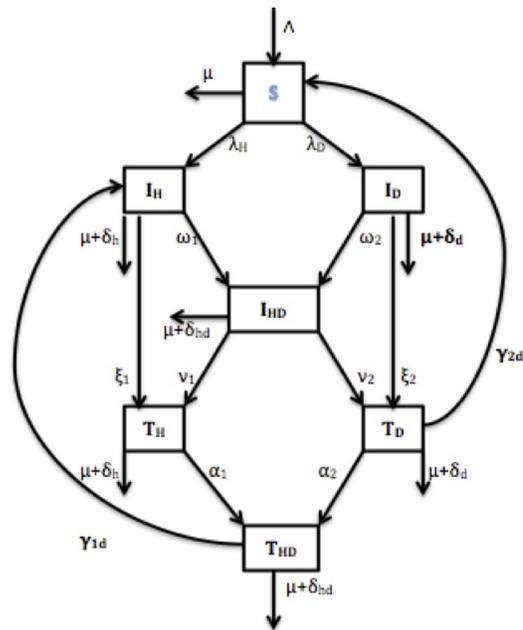 Λ
μ
S
λH
λD
IH
ID
μ+δh
ω1
ω2
μ+δd
IHD
μ+δhd
γ2d
ξ1
ν1
ν2
ξ2
TH
TD
μ+δh
α1
α2
μ+δd
γ1d
THD
μ+δhd